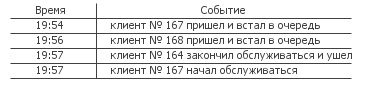 Время Событие
19:54 клиент № 167 пришел и встал в очередь
19:56 клиент № 168 пришел и встал в очередь
19:57 клиент № 164 закончил обслуживаться и ушел
19:57 клиент № 167 начал обслуживаться